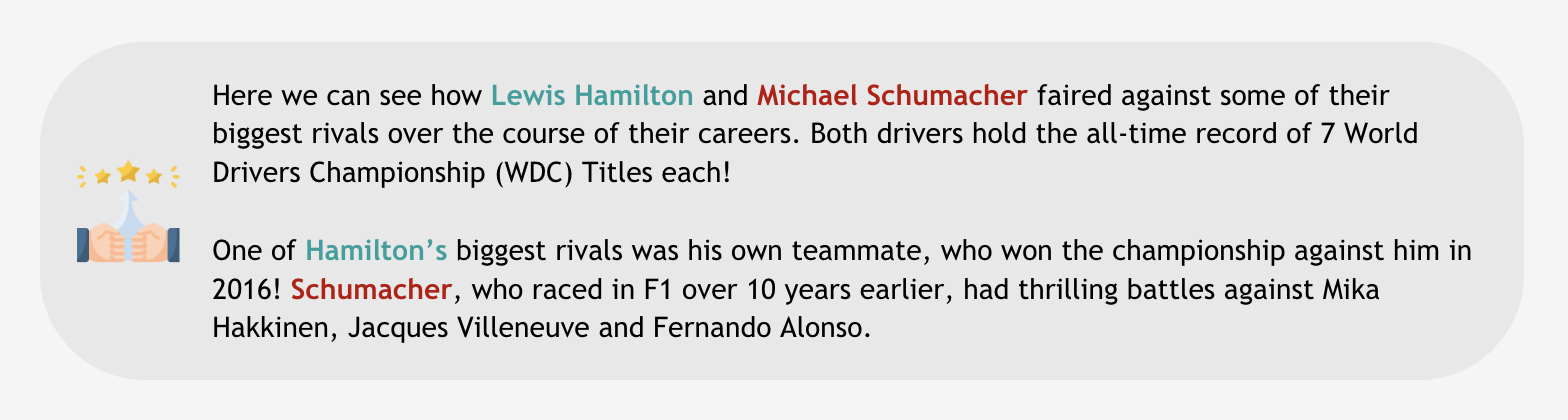 Here we can see how Lewis Hamilton and Michael Schumacher faired against some of their
biggest rivals over the course of their careers. Both drivers hold the all-time record of 7 World
Drivers Championship (WDC) Titles each!
One of Hamilton’s biggest rivals was his own teammate, who won the championship against him in
2016! Schumacher, who raced in F1 over 10 years earlier, had thrilling battles against Mika
Hakkinen, Jacques Villeneuve and Fernando Alonso.